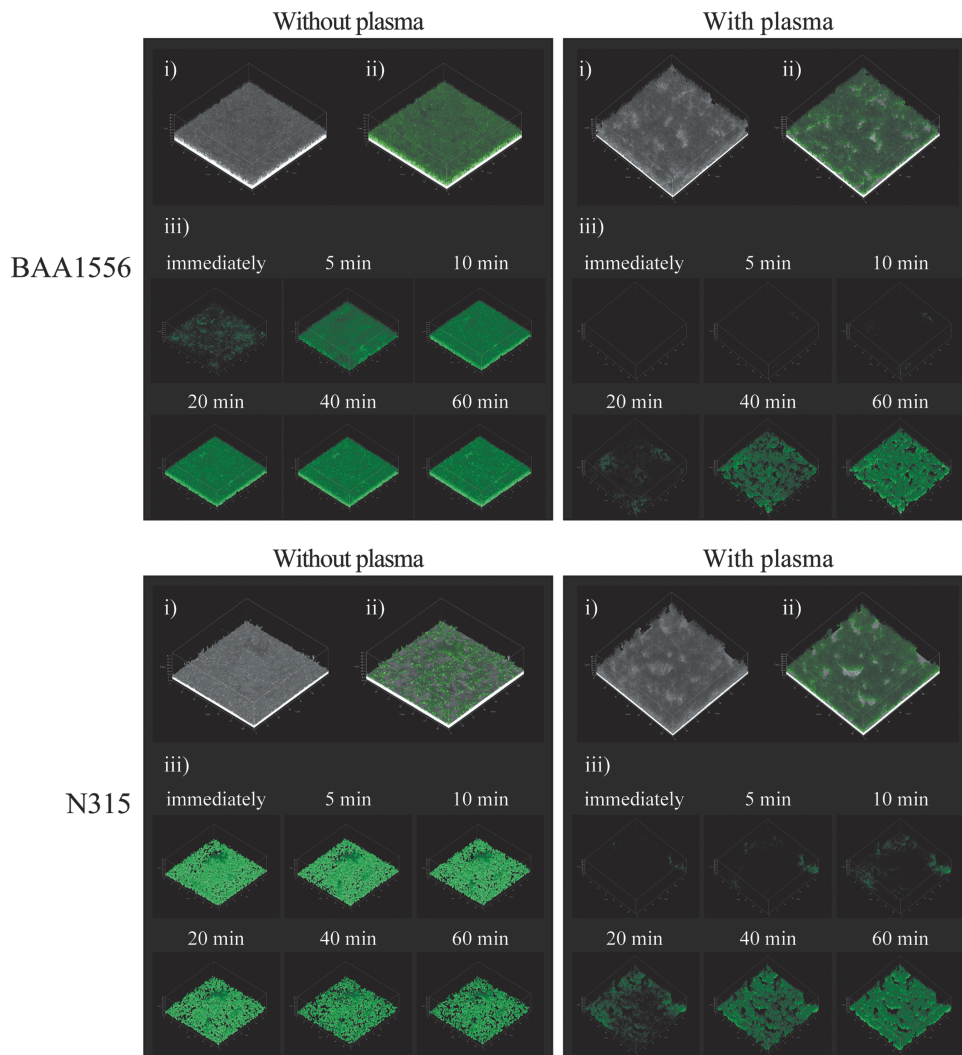 Without plasma
With plasma
BAA1556
i)
ii)
iii)
immediately
5 min
10 min
20 min
40 min
60 min
i)
ii)
iii)
immediately
5 min
10 min
20 min
40 min
60 min
Without plasma
With plasma
N315
i)
ii)
iii)
immediately
5 min
10 min
20 min
40 min
60 min
i)
ii)
iii)
immediately
5 min
10 min
20 min
40 min
60 min